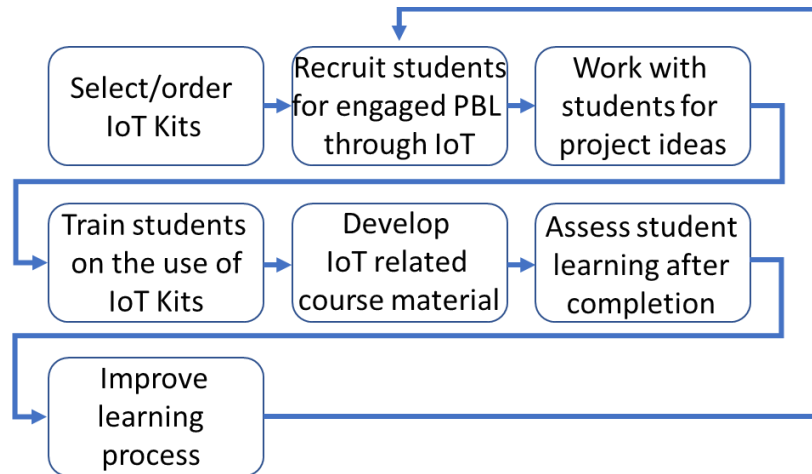 Select/order
IoT Kits
Recruit students
for engaged PBL
through IoT
Work with
students for
project ideas
Train students
on the use of
IoT Kits
Develop
IoT related
course material
Assess student
learning after
completion
Improve
learning
process